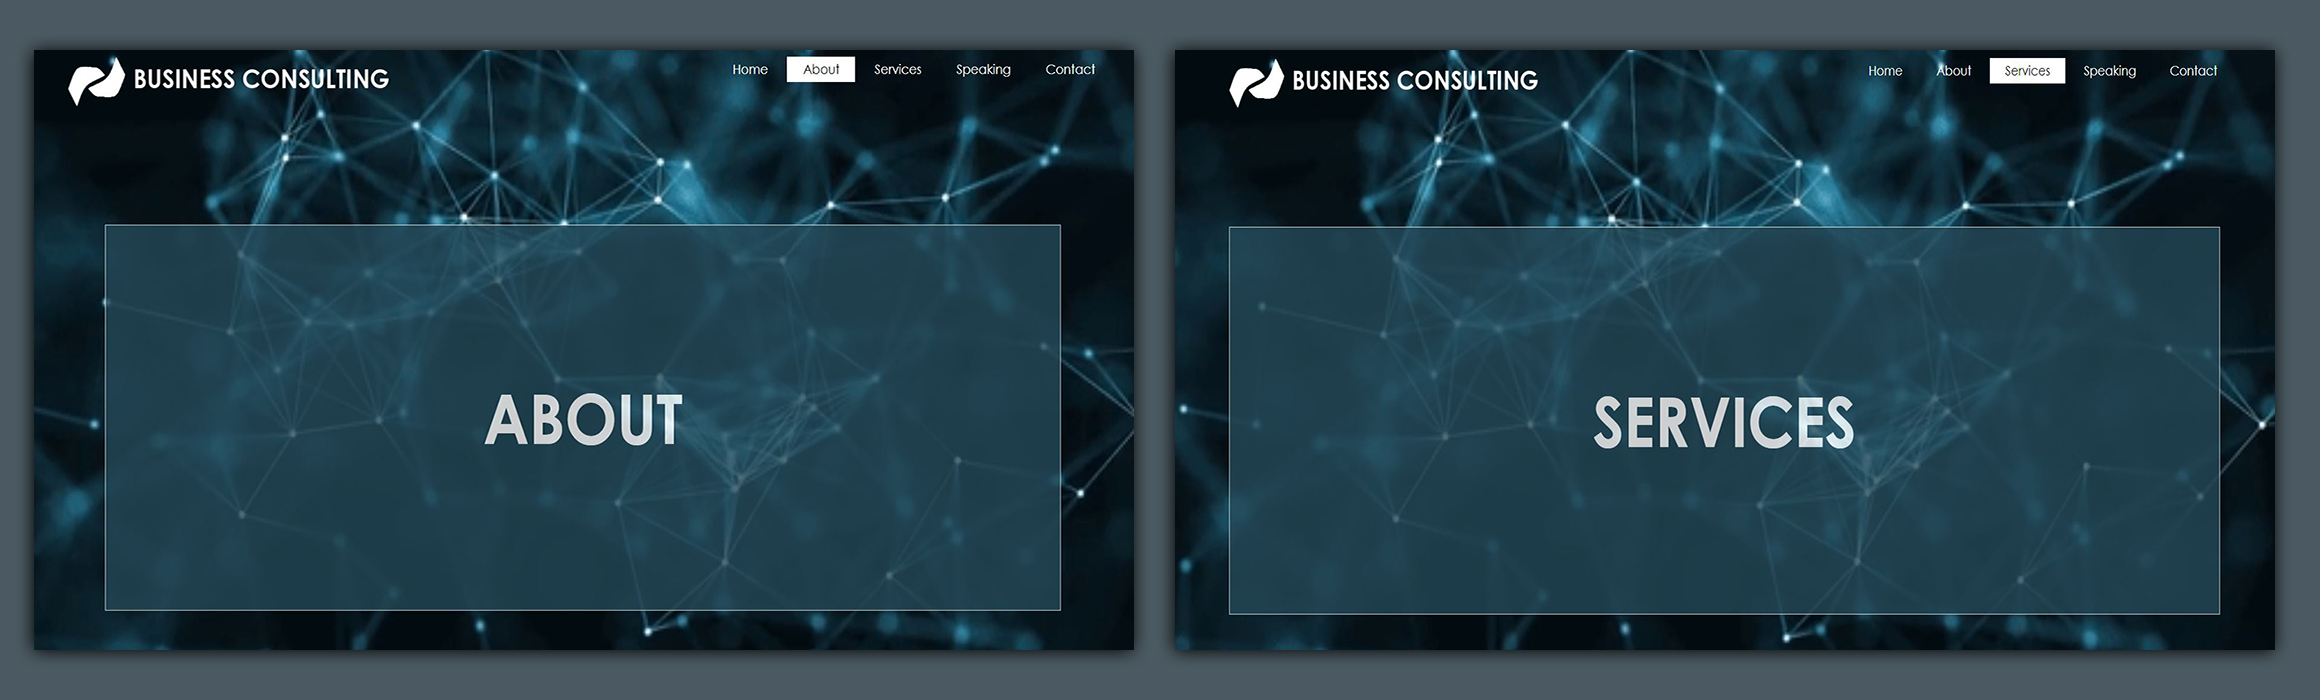 BUSINESS CONSULTING
Home About Services Speaking Contact
ABOUT
BUSINESS CONSULTING
Home About Services Speaking Contact
SERVICES